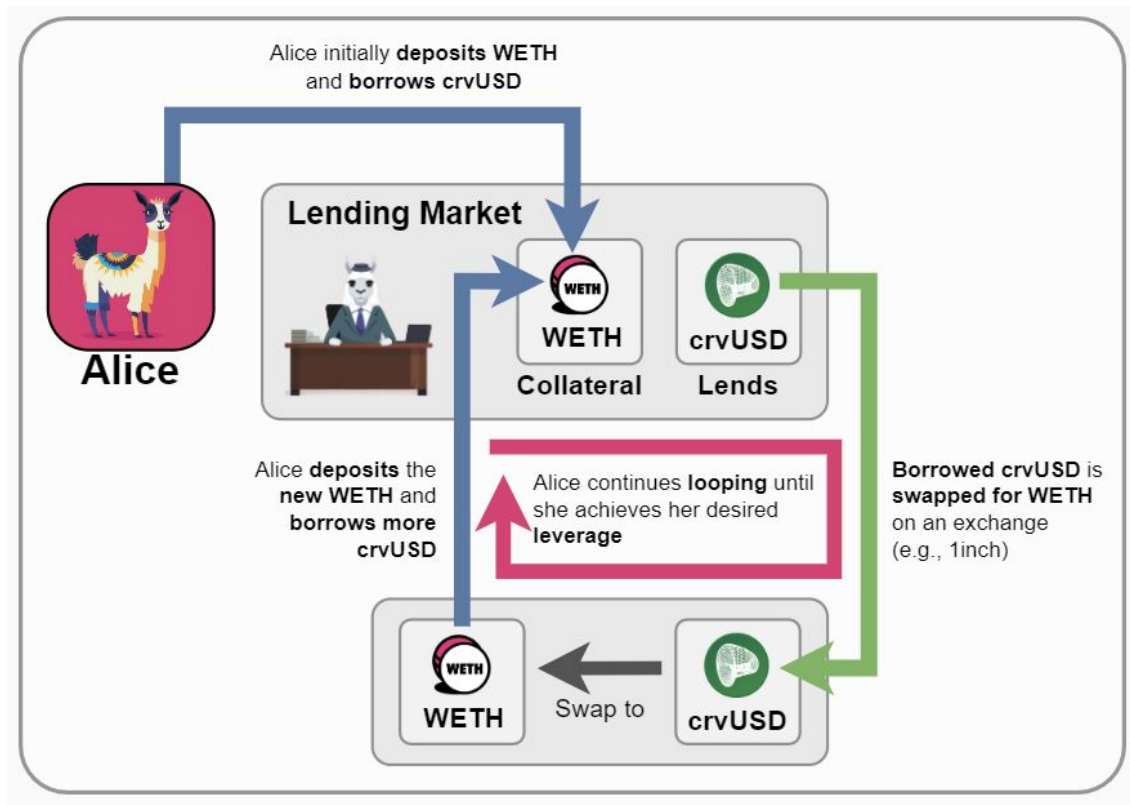 Alice initially deposits WETH
and borrows crvUSD
Alice
Lending Market
WETH
WETH
Collateral
crvUSD
Lends
Alice deposits the
new WETH and
borrows more
crvUSD
Alice continues looping until
she achieves her desired
leverage
Borrowed crvUSD is
swapped for WETH
on an exchange
(e.g., 1inch)
WETH
WETH
Swap to
crvUSD